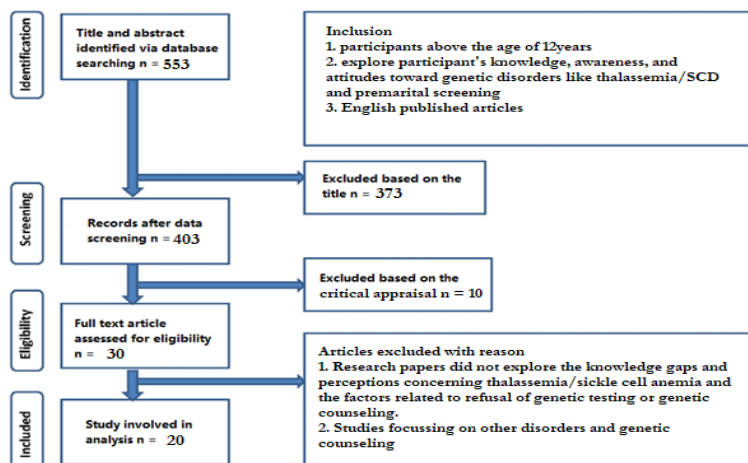 Identification
Title and abstract
identified via database
searching n = 553
Inclusion
1. participants above the age of 12years
2. explore participant's knowledge, awareness, and
attitudes toward genetic disorders like thalassemia/SCD
and premarital screening
3. English published articles
Excluded based on the
title n = 373
Screening
Records after data
screening n = 403
Excluded based on the
critical appraisal n = 10
Eligibility
Full text article
assessed for eligibility
n = 30
Articles excluded with reason
1. Research papers did not explore the knowledge gaps and
perceptions concerning thalassemia/sickle cell anemia and
the factors related to refusal of genetic testing or genetic
counseling.
2. Studies focussing on other disorders and genetic
counseling
Included
Study involved in
analysis n = 20